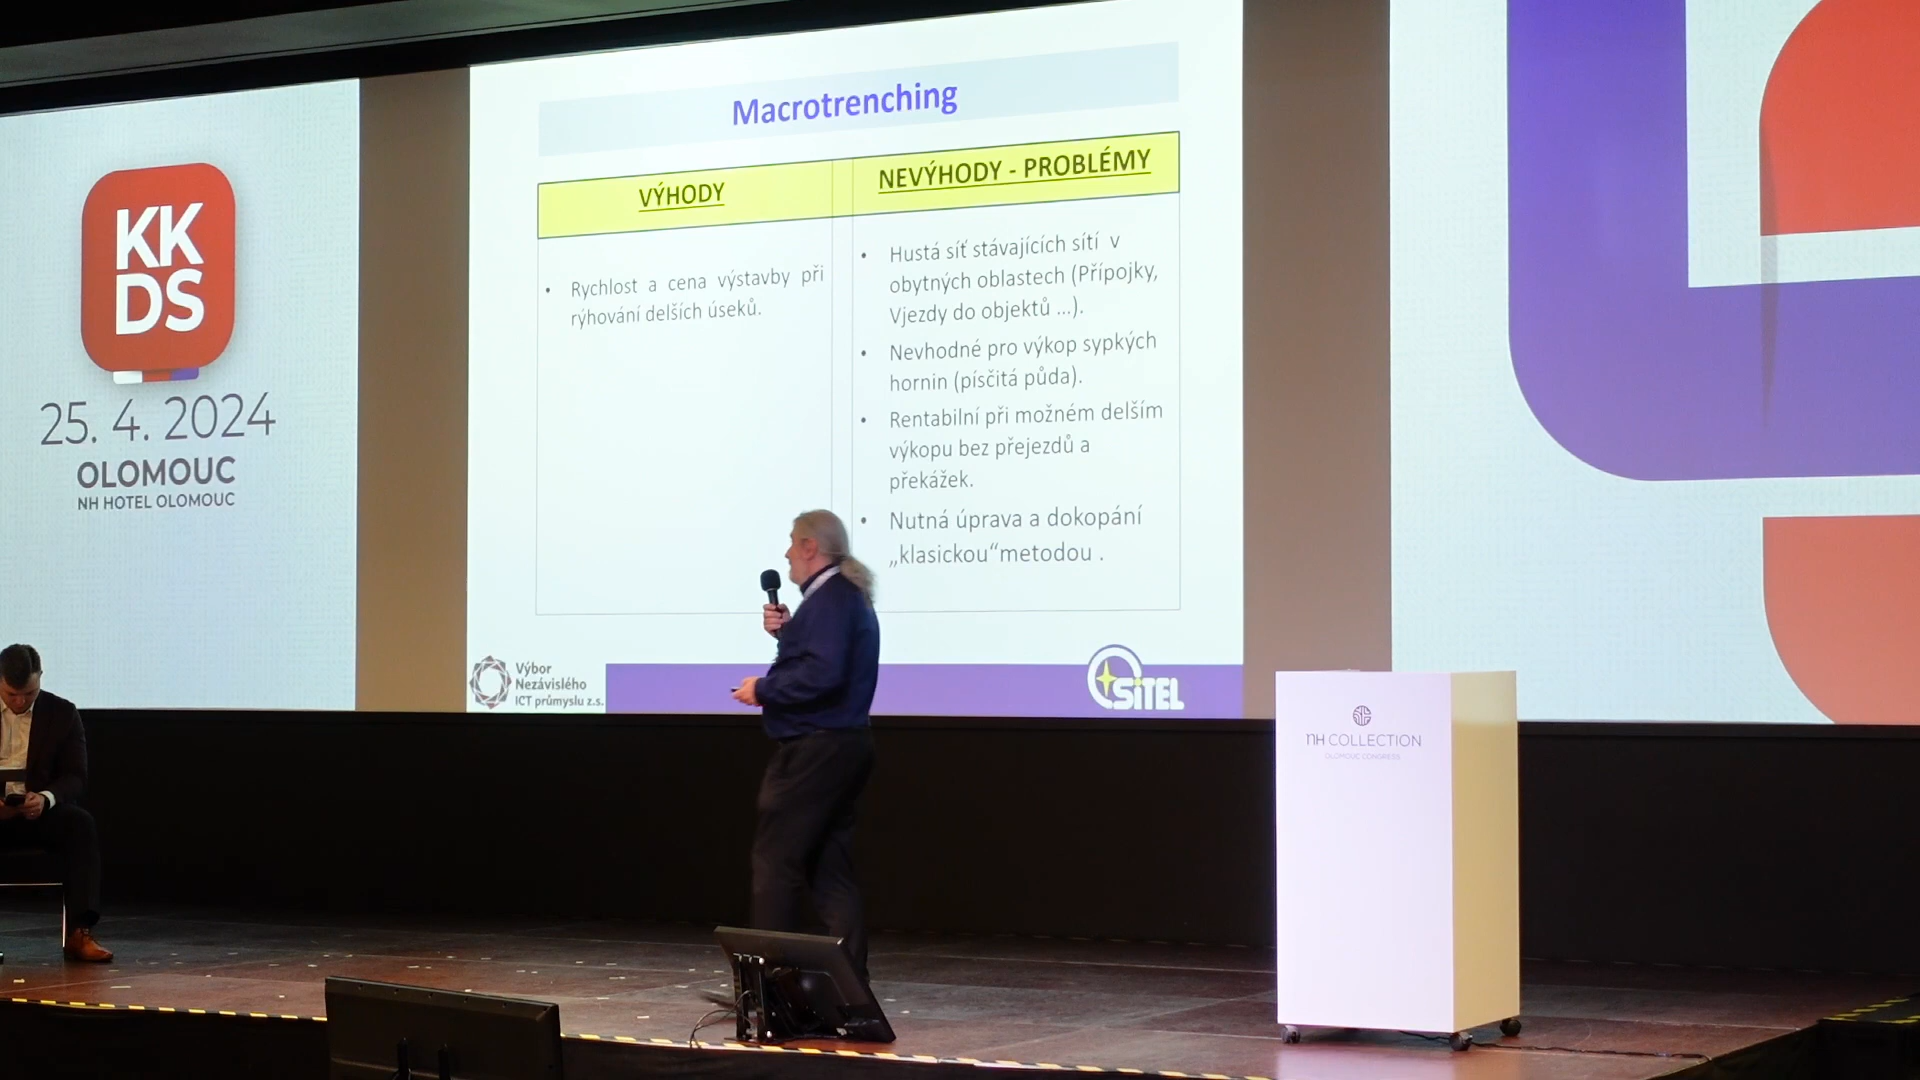 KK
DS
25. 4. 2024
OLOMOUC
NH HOTEL OLOMOUC
Macrotrenching
VÝHODY
• Rychlost a cena výstavby při
rýhování delších úseků.
NEVÝHODY - PROBLÉMY
• Hustá síť stávajících sítí v
obytných oblastech (Přípojky,
Vjezdy do objektů ...).
• Nevhodné pro výkop sypkých
hornin (písčitá půda).
• Rentabilní při možném delším
výkopu bez přejezdů a
překážek.
• Nutná úprava a dokopání
„klasickou“metodou .
Výbor
Nezávislého
ICT průmyslu z.s.
SiTEL
nH COLLECTION
OLOMOUC CONGRESS